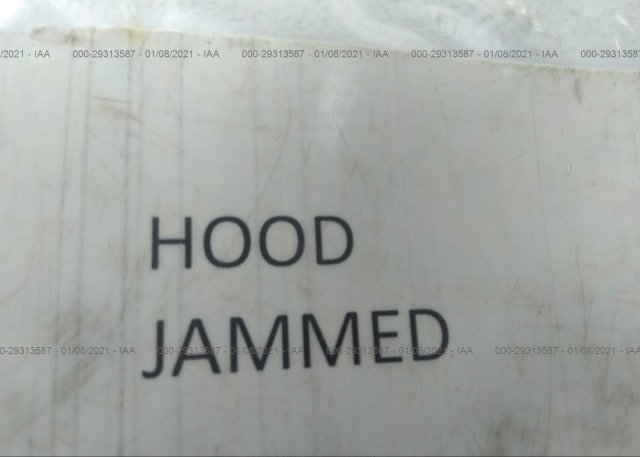 000-29313587 - 01/08/2021 - IAA 000-29313587 - 01/08/2021 - IAA 000-29313587 - 01/08/2021 - IAA
HOOD
JAMMED
000-29313587 - 01/08/2021 - IAA 000-29313587 - 01/08/2021 - IAA